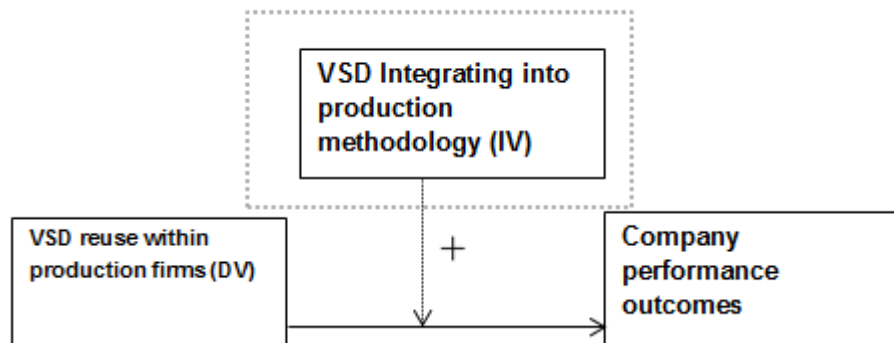 VSD Integrating into
production
methodology (IV)
VSD reuse within
production firms (DV)
+
Company
performance
outcomes